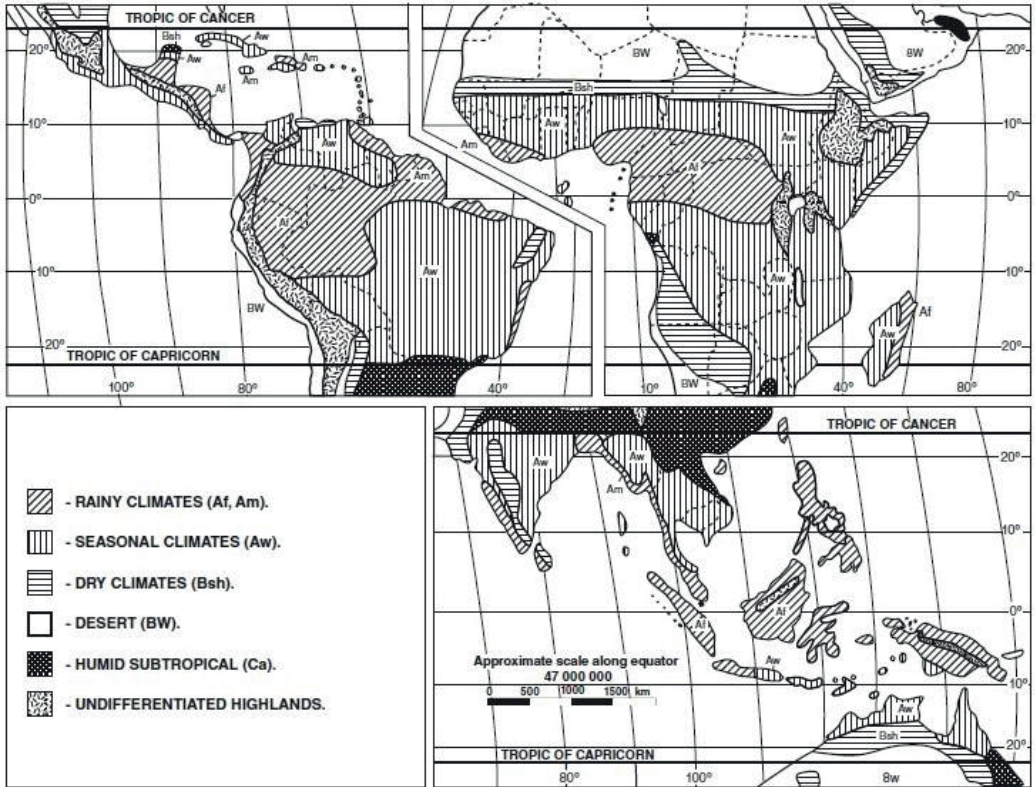 TROPIC OF CANCER
20°
Bsh
Aw
Aw
Af
Am
Am
10°
Aw
Am
0°
Af
Aw
10°
BW
20°
TROPIC OF CAPRICORN
100°
80°
40°
BW
BW
20°
Bsh
Aw
Aw
10°
Am
Af
0°
Aw
10°
Af
Aw
20°
BW
10°
40°
80°
- RAINY CLIMATES (Af, Am).
- SEASONAL CLIMATES (Aw).
- DRY CLIMATES (Bsh).
- DESERT (BW).
- HUMID SUBTROPICAL (Ca).
- UNDIFFERENTIATED HIGHLANDS.
TROPIC OF CANCER
Aw
Aw
20°
Am
10°
0°
Af
Af
Aw
Approximate scale along equator
47 000 000
0 500 1000 1500 km
10°
Aw
Bsh
20°
TROPIC OF CAPRICORN
80°
100°
8w